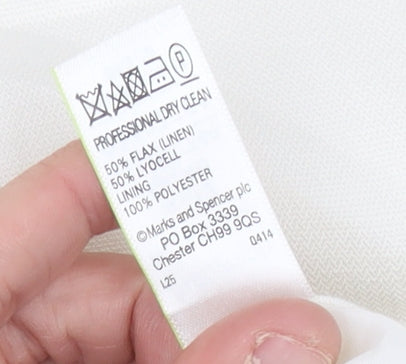 P
PROFESSIONAL DRY CLEAN
50% FLAX (LINEN)
50% LYOCELL
LINING
100% POLYESTER
©Marks and Spencer plc
PO Box 3339
Chester CH99 9QS
L25 0414